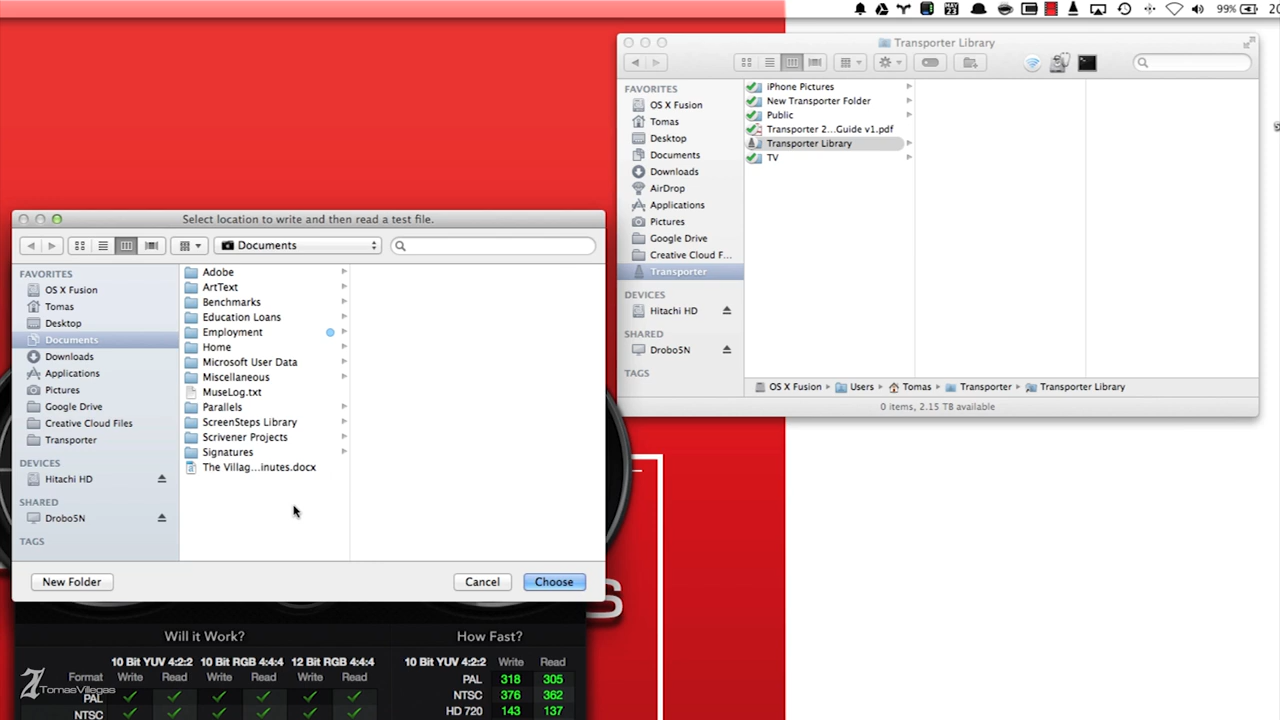 MAY
23
99%
20
Transporter Library
FAVORITES
OS X Fusion
Tomas
Desktop
Documents
Downloads
AirDrop
Applications
Pictures
Google Drive
Creative Cloud F...
Transporter
DEVICES
Hitachi HD
SHARED
Drobo5N
TAGS
iPhone Pictures
New Transporter Folder
Public
Transporter 2...Guide v1.pdf
Transporter Library
TV
OS X Fusion Users Tomas Transporter Transporter Library
0 items, 2.15 TB available
Select location to write and then read a test file.
Documents
FAVORITES
OS X Fusion
Tomas
Desktop
Documents
Downloads
Applications
Pictures
Google Drive
Creative Cloud Files
Transporter
DEVICES
Hitachi HD
SHARED
Drobo5N
TAGS
Adobe
ArtText
Benchmarks
Education Loans
Employment
Home
Microsoft User Data
Miscellaneous
MuseLog.txt
Parallels
ScreenSteps Library
Scrivener Projects
Signatures
The Villag...inutes.docx
New Folder
Cancel
Choose
S
Will it Work?
How Fast?
10 Bit YUV 4:2:2 10 Bit RGB 4:4:4 12 Bit RGB 4:4:4
10 Bit YUV 4:2:2 Write Read
Format Write Read Write Read Write Read
PAL
NTSC
PAL 318 305
NTSC 376 362
HD 720 143 137
TomasVillegas